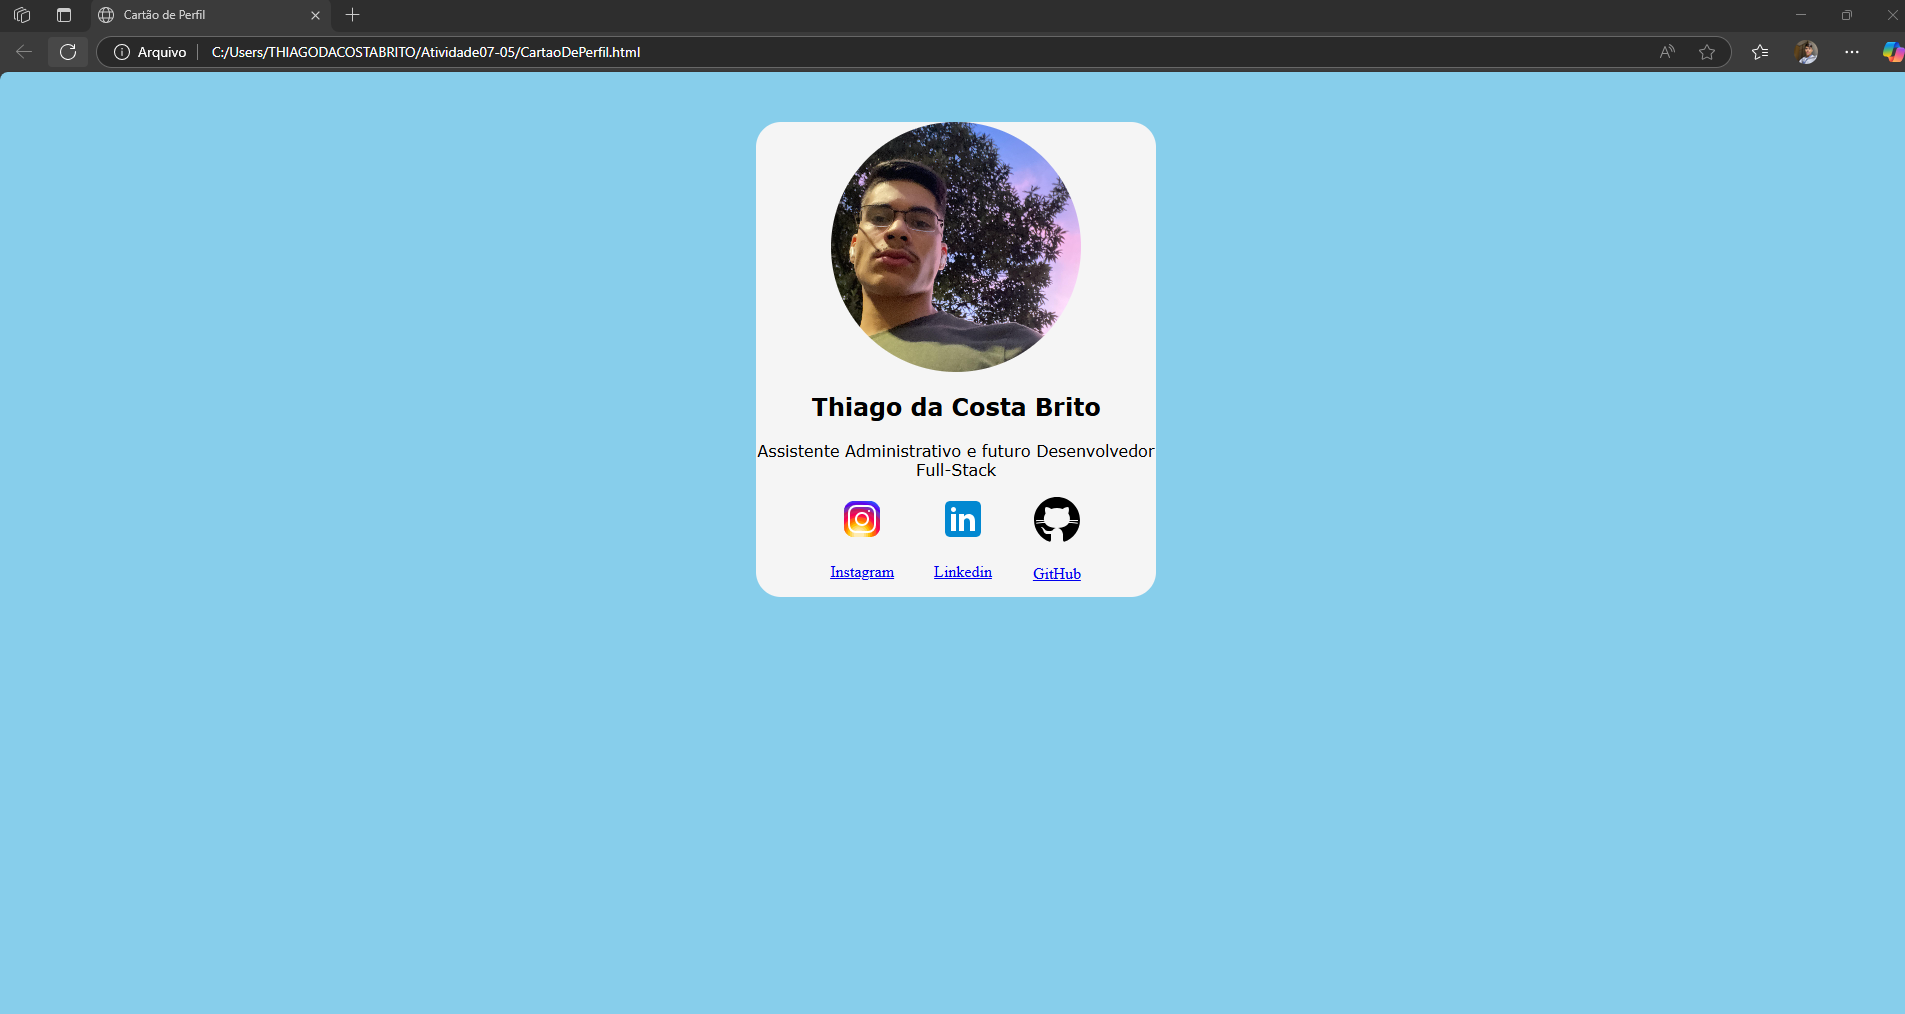 Cartão de Perfil
Arquivo C:/Users/THIAGODACOSTABRITO/Atividade07-05/CartaoDePerfil.html
Thiago da Costa Brito
Assistente Administrativo e futuro Desenvolvedor
Full-Stack
in
Instagram Linkedin GitHub